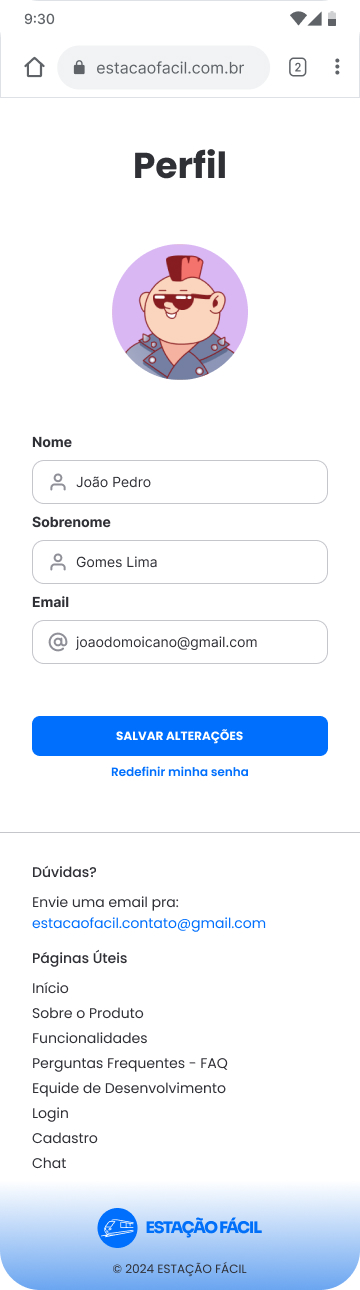 9:30
estacaofacil.com.br
2
Perfil
Nome
João Pedro
Sobrenome
Gomes Lima
Email
joaodomoicano@gmail.com
SALVAR ALTERAÇÕES
Redefinir minha senha
Dúvidas?
Envie uma email pra:
estacaofacil.contato@gmail.com
Páginas Úteis
Início
Sobre o Produto
Funcionalidades
Perguntas Frequentes - FAQ
Equide de Desenvolvimento
Login
Cadastro
Chat
ESTAÇÃO FÁCIL
© 2024 ESTAÇÃO FÁCIL